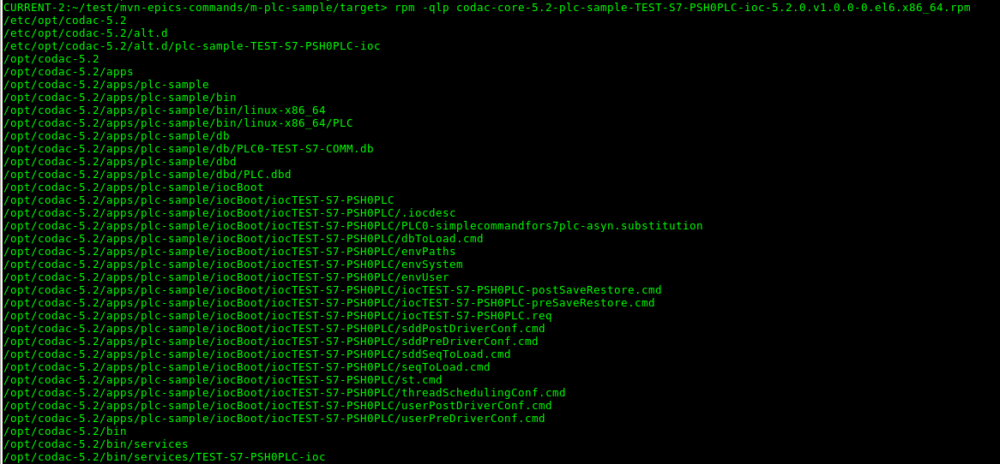 CURRENT-2:~/test/mvn-epics-commands/m-plc-sample/target> rpm -qlp codac-core-5.2-plc-sample-TEST-S7-PSH0PLC-ioc-5.2.0.v1.0.0-0.el6.x86_64.rpm
/etc/opt/codac-5.2
/etc/opt/codac-5.2/alt.d
/etc/opt/codac-5.2/alt.d/plc-sample-TEST-S7-PSH0PLC-ioc
/opt/codac-5.2
/opt/codac-5.2/apps
/opt/codac-5.2/apps/plc-sample
/opt/codac-5.2/apps/plc-sample/bin
/opt/codac-5.2/apps/plc-sample/bin/linux-x86_64
/opt/codac-5.2/apps/plc-sample/bin/linux-x86_64/PLC
/opt/codac-5.2/apps/plc-sample/db
/opt/codac-5.2/apps/plc-sample/db/PLC0-TEST-S7-COMM.db
/opt/codac-5.2/apps/plc-sample/dbd
/opt/codac-5.2/apps/plc-sample/dbd/PLC.dbd
/opt/codac-5.2/apps/plc-sample/iocBoot
/opt/codac-5.2/apps/plc-sample/iocBoot/iocTEST-S7-PSH0PLC
/opt/codac-5.2/apps/plc-sample/iocBoot/iocTEST-S7-PSH0PLC/.iocdesc
/opt/codac-5.2/apps/plc-sample/iocBoot/iocTEST-S7-PSH0PLC/PLC0-simplecommandfors7plc-asyn.substitution
/opt/codac-5.2/apps/plc-sample/iocBoot/iocTEST-S7-PSH0PLC/dbToLoad.cmd
/opt/codac-5.2/apps/plc-sample/iocBoot/iocTEST-S7-PSH0PLC/envPaths
/opt/codac-5.2/apps/plc-sample/iocBoot/iocTEST-S7-PSH0PLC/envSystem
/opt/codac-5.2/apps/plc-sample/iocBoot/iocTEST-S7-PSH0PLC/envUser
/opt/codac-5.2/apps/plc-sample/iocBoot/iocTEST-S7-PSH0PLC/iocTEST-S7-PSH0PLC-postSaveRestore.cmd
/opt/codac-5.2/apps/plc-sample/iocBoot/iocTEST-S7-PSH0PLC/iocTEST-S7-PSH0PLC-preSaveRestore.cmd
/opt/codac-5.2/apps/plc-sample/iocBoot/iocTEST-S7-PSH0PLC/iocTEST-S7-PSH0PLC.req
/opt/codac-5.2/apps/plc-sample/iocBoot/iocTEST-S7-PSH0PLC/sddPostDriverConf.cmd
/opt/codac-5.2/apps/plc-sample/iocBoot/iocTEST-S7-PSH0PLC/sddPreDriverConf.cmd
/opt/codac-5.2/apps/plc-sample/iocBoot/iocTEST-S7-PSH0PLC/sddSeqToLoad.cmd
/opt/codac-5.2/apps/plc-sample/iocBoot/iocTEST-S7-PSH0PLC/seqToLoad.cmd
/opt/codac-5.2/apps/plc-sample/iocBoot/iocTEST-S7-PSH0PLC/st.cmd
/opt/codac-5.2/apps/plc-sample/iocBoot/iocTEST-S7-PSH0PLC/threadSchedulingConf.cmd
/opt/codac-5.2/apps/plc-sample/iocBoot/iocTEST-S7-PSH0PLC/userPostDriverConf.cmd
/opt/codac-5.2/apps/plc-sample/iocBoot/iocTEST-S7-PSH0PLC/userPreDriverConf.cmd
/opt/codac-5.2/bin
/opt/codac-5.2/bin/services
/opt/codac-5.2/bin/services/TEST-S7-PSH0PLC-ioc